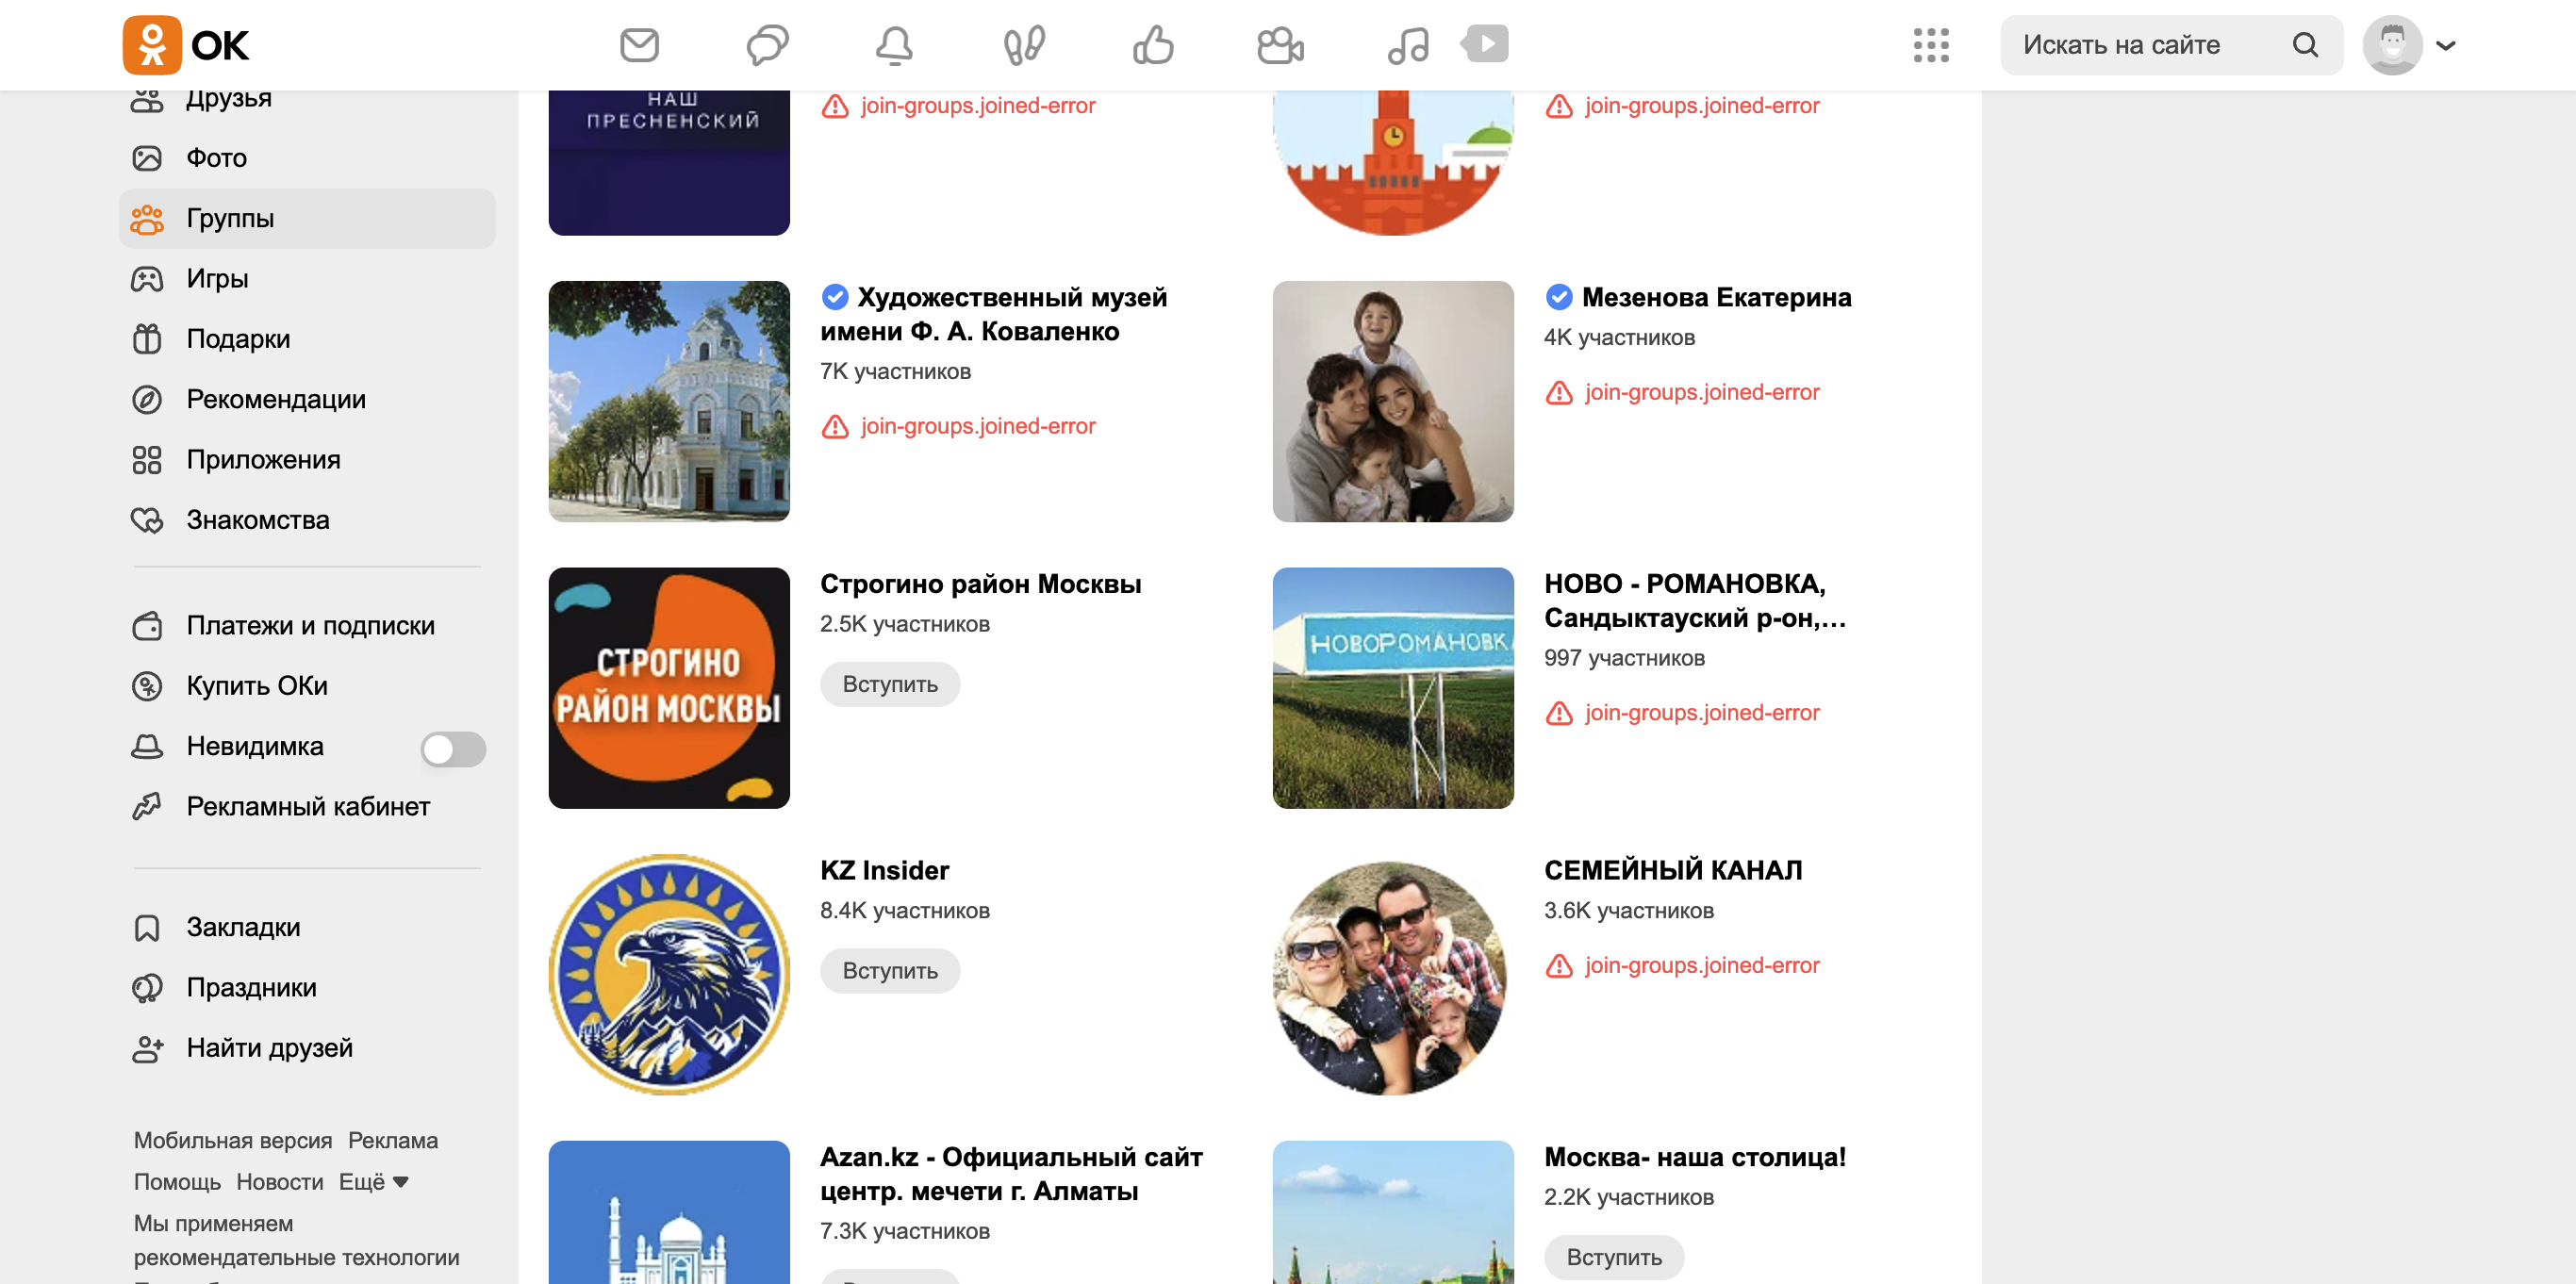 OK
Искать на сайте
Друзья
Фото
Группы
Игры
Подарки
Рекомендации
Приложения
Знакомства
Платежи и подписки
Купить ОКи
Невидимка
Рекламный кабинет
Закладки
Праздники
Найти друзей
Мобильная версия Реклама
Помощь Новости Ещё
Мы применяем
рекомендательные технологии
НАШ
ПРЕСНЕНСКИЙ
join-groups.joined-error
join-groups.joined-error
Художественный музей
имени Ф. А. Коваленко
7K участников
join-groups.joined-error
Мезенова Екатерина
4K участников
join-groups.joined-error
СТРОГИНО
РАЙОН МОСКВЫ
Строгино район Москвы
2.5K участников
Вступить
НОВОРОМАНОВК
НОВО - РОМАНОВКА,
Сандыктауский р-он,...
997 участников
join-groups.joined-error
KZ Insider
8.4K участников
Вступить
СЕМЕЙНЫЙ КАНАЛ
3.6K участников
join-groups.joined-error
Azan.kz - Официальный сайт
центр. мечети г. Алматы
7.3K участников
Москва- наша столица!
2.2K участников
Вступить